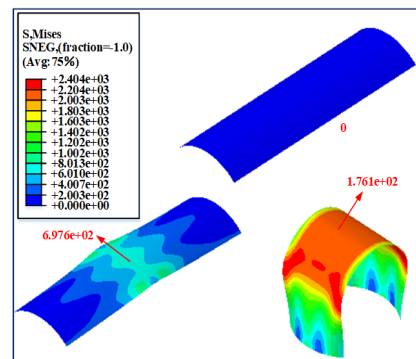 S,Mises
SNEG,(fraction=-1.0)
(Avg:75%)
+2.404e+03
+2.204e+03
+2.003e+03
+1.803e+03
+1.603e+03
+1.402e+03
+1.202e+03
+1.002e+03
+8.013e+02
+6.010e+02
+4.007e+02
+2.003e+02
+0.000e+00
0
1.761e+02
6.976e+02